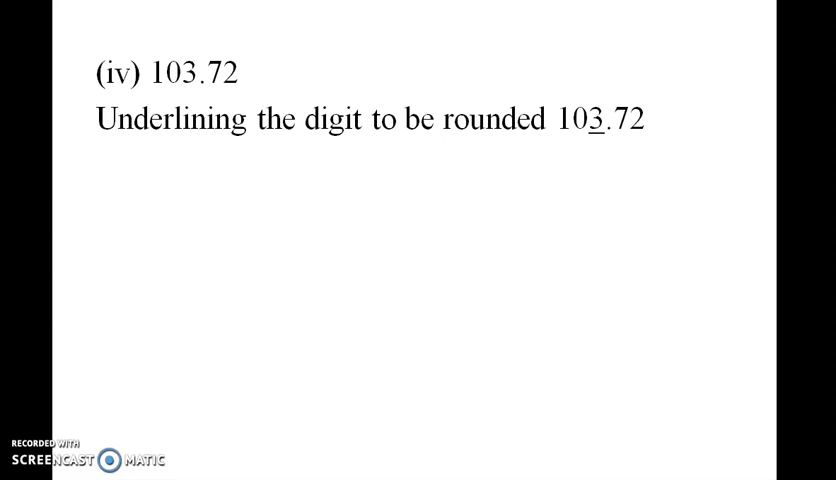 (iv) 103.72
Underlining the digit to be rounded 103.72
RECORDED WITH
SCREENCAST MATIC